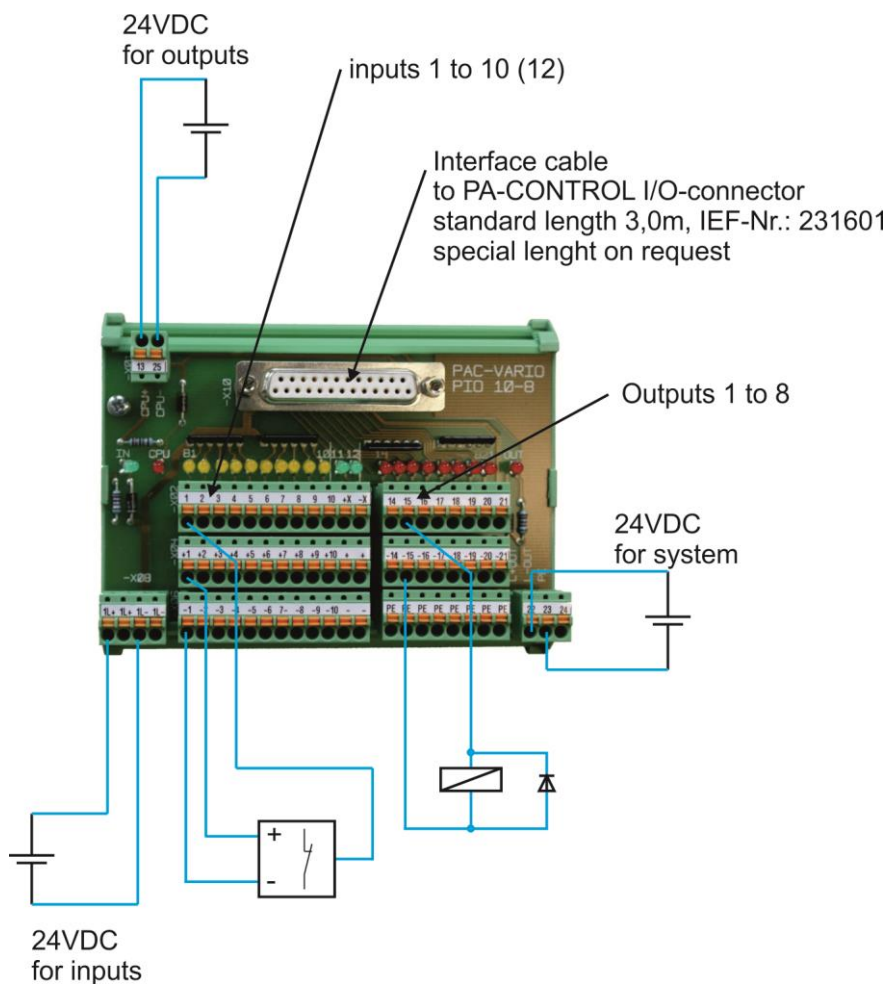 24VDC
for outputs
inputs 1 to 10 (12)
Interface cable
to PA-CONTROL I/O-connector
standard length 3,0m, IEF-Nr.: 231601
special lenght on request
13 25
CPU+
CPU-
-X10
PAC-VARIO
PIO 10-8
Outputs 1 to 8
IN
CPU
OUT
1 2 3 4 5 6 7 8 9 10 +X -X
14 15 16 17 18 19 20 21
24VDC
for system
+1 +2 +3 +4 +5 +6 +7 +8 +9 +10 + +
-14 -15 -16 -17 -18 -19 -20 -21
-X08
1L+ 1L+ 1L- 1L-
-1 -2 -3 -4 -5 -6 -7 -8 -9 -10 - -
PE PE PE PE PE PE PE PE
22 23 24
+
-
24VDC
for inputs